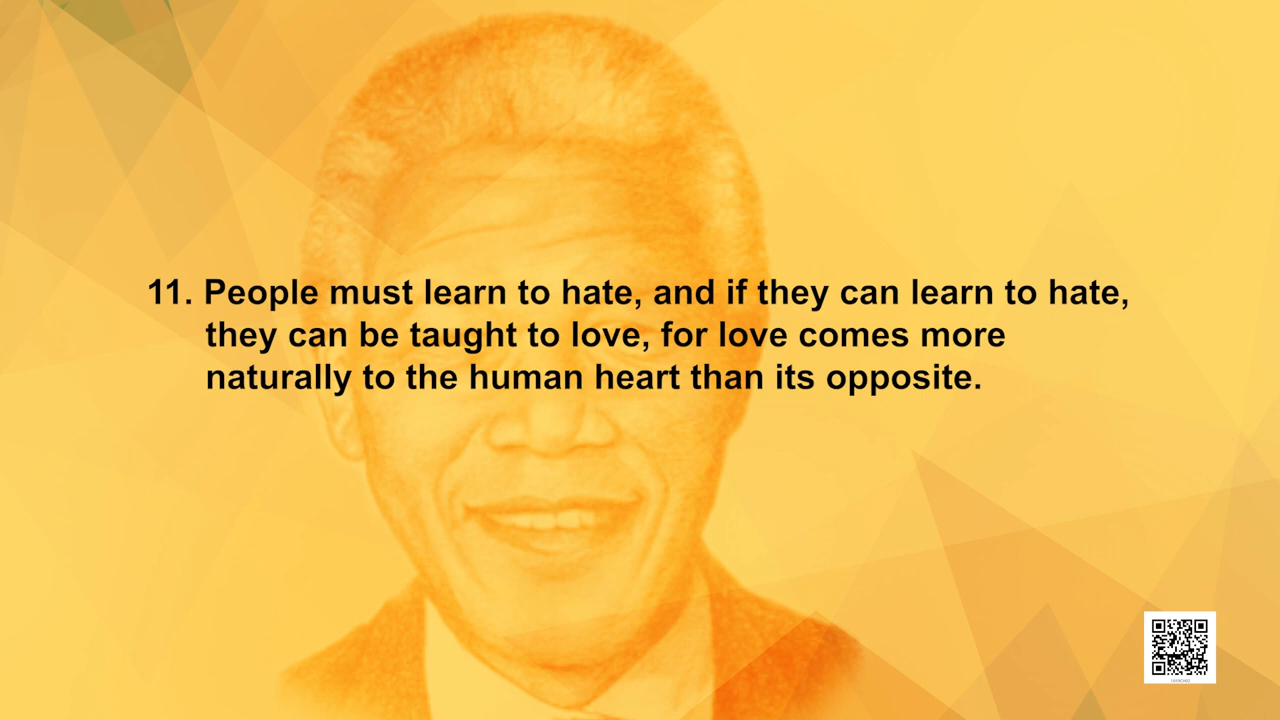 11. People must learn to hate, and if they can learn to hate,
they can be taught to love, for love comes more
naturally to the human heart than its opposite.